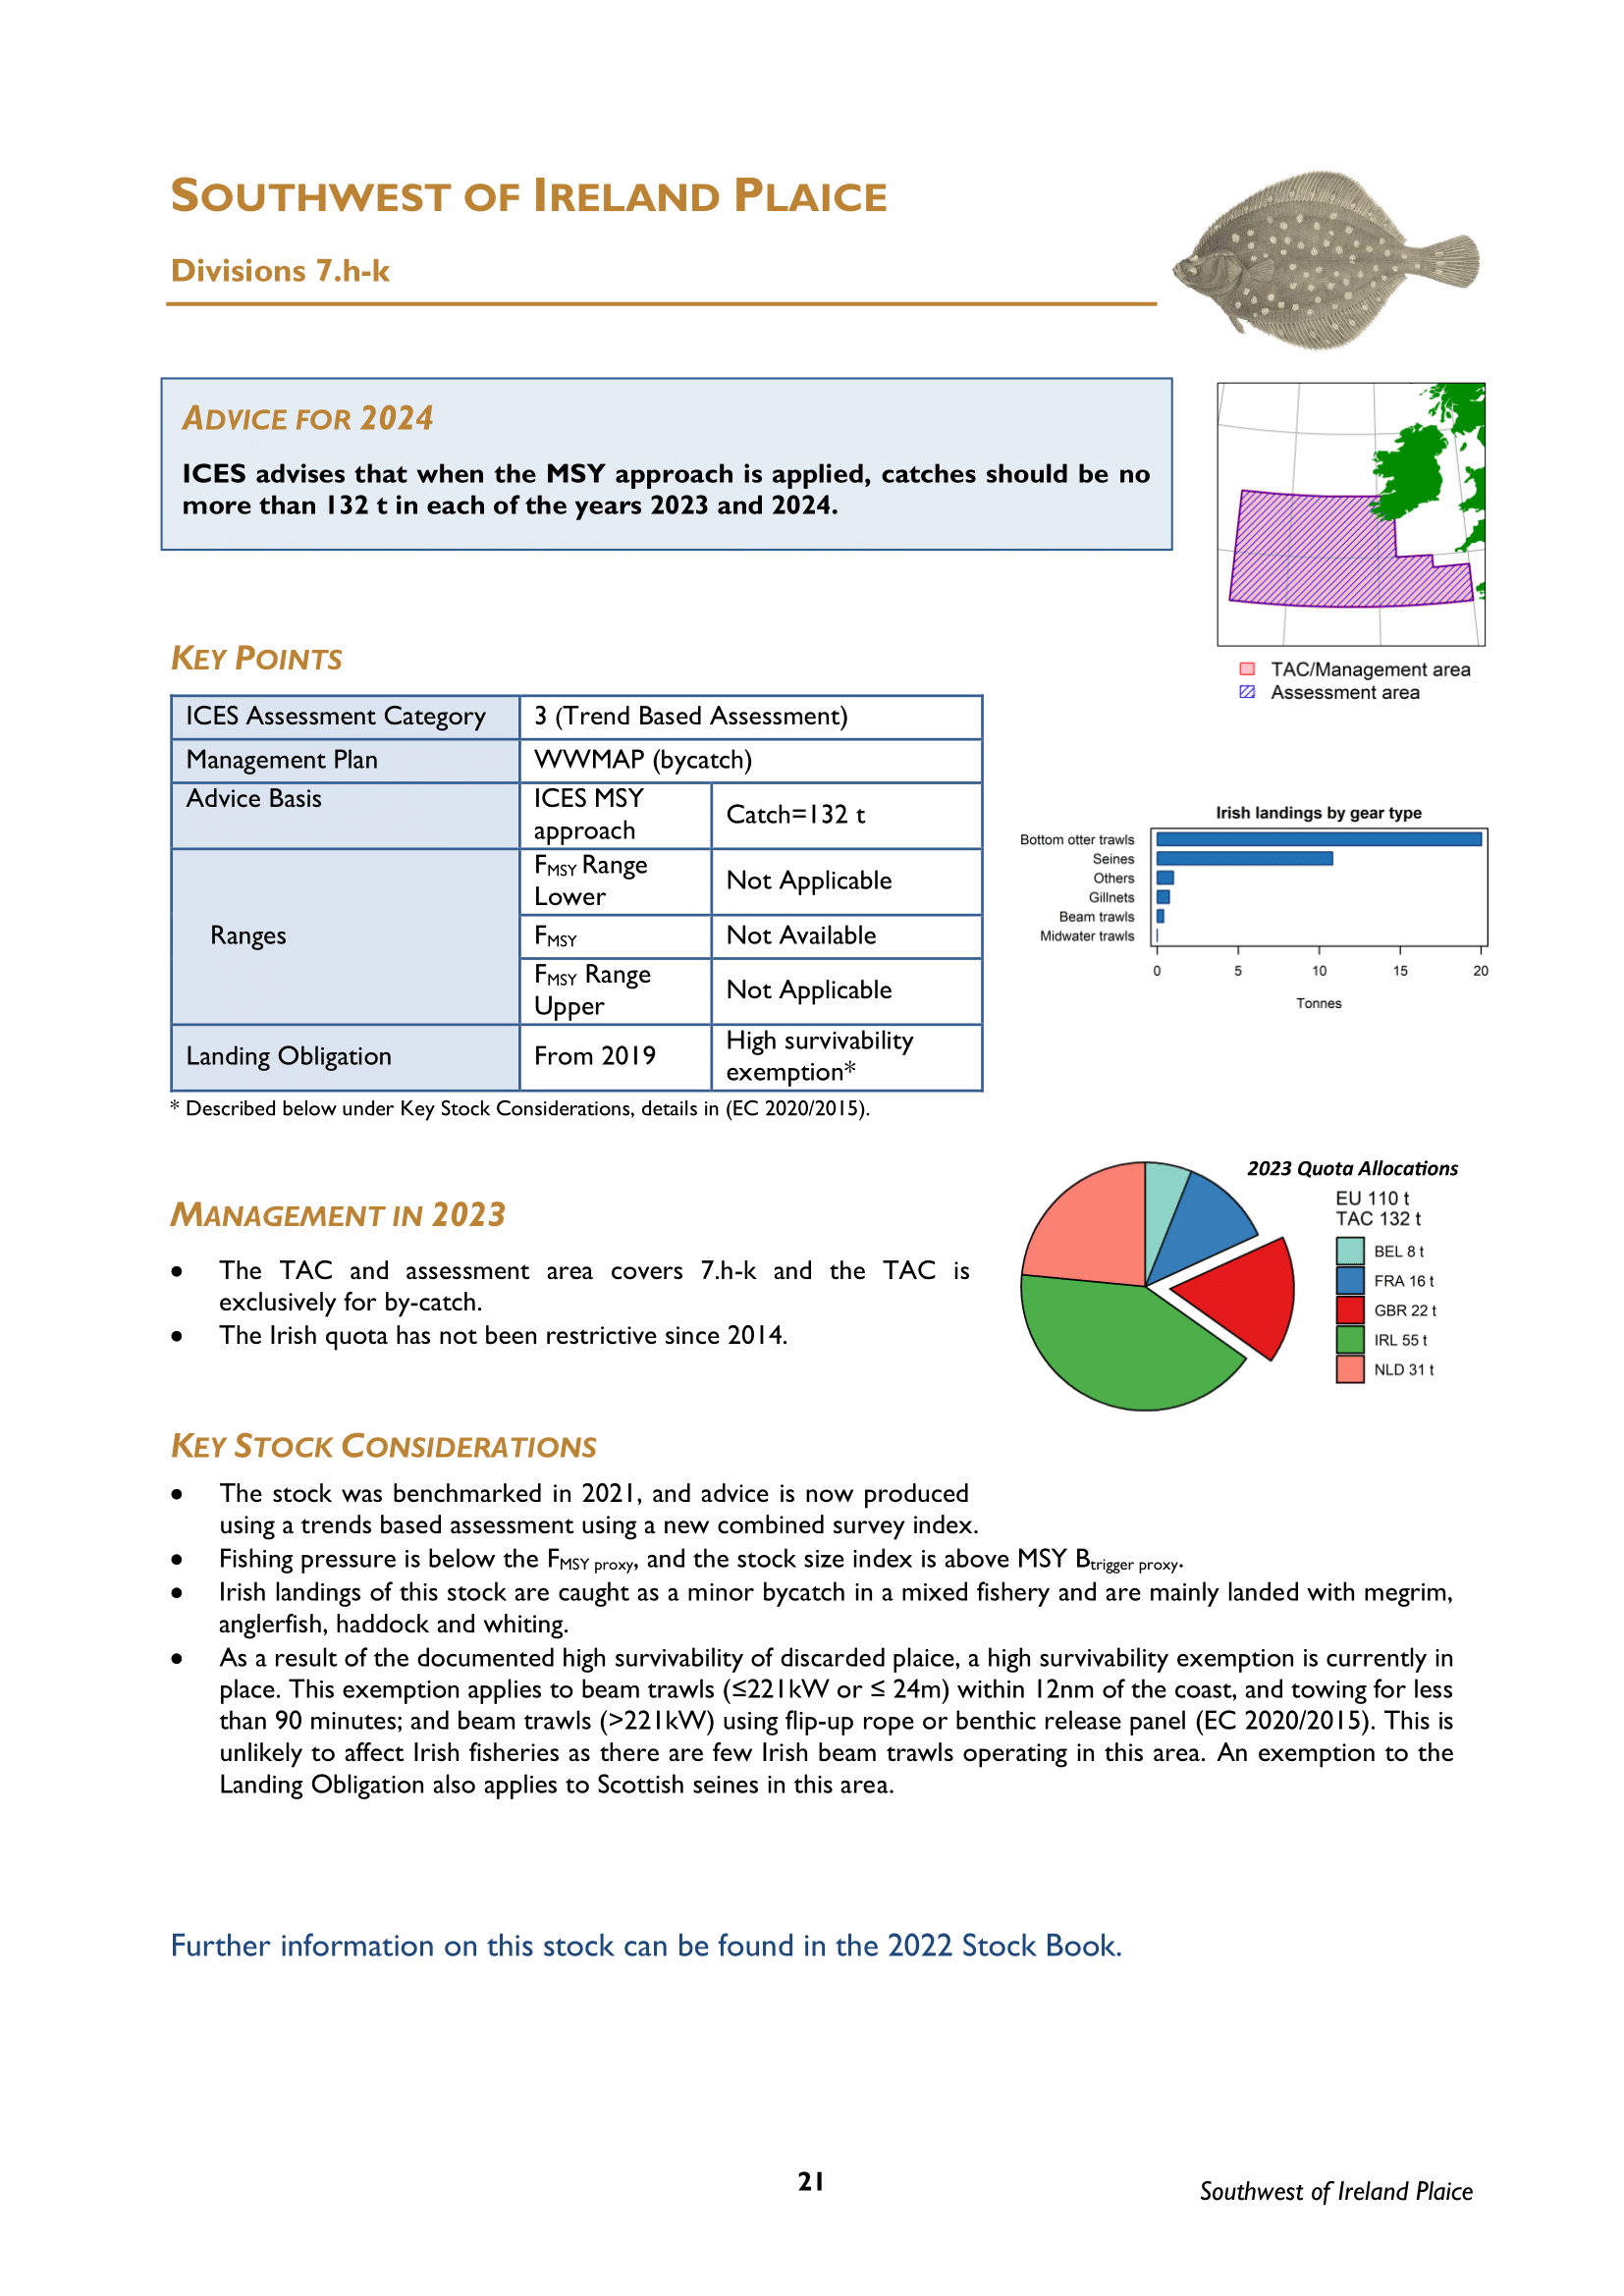 SOUTHWEST OF IRELAND PLAICE
Divisions 7.h-k
ADVICE FOR 2024
ICES advises that when the MSY approach is applied, catches should be no
more than 132 t in each of the years 2023 and 2024.
TAC/Management area
Assessment area
KEY POINTS
ICES Assessment Category 3 (Trend Based Assessment)
Management Plan WWMAP (bycatch)
Advice Basis ICES MSY
approach Catch=132 t
Ranges
FMSY Range
Lower Not Applicable
FMSY Not Available
FMSY Range
Upper Not Applicable
Landing Obligation From 2019 High survivability
exemption*
* Described below under Key Stock Considerations, details in (EC 2020/2015).
Irish landings by gear type
Bottom otter trawls
Seines
Others
Gillnets
Beam trawls
Midwater trawls
0 5 10 15 20
Tonnes
MANAGEMENT IN 2023
• The TAC and assessment area covers 7.h-k and the TAC is
exclusively for by-catch.
• The Irish quota has not been restrictive since 2014.
2023 Quota Allocations
EU 110 t
TAC 132 t
BEL 8 t
FRA 16 t
GBR 22 t
IRL 55 t
NLD 31 t
KEY STOCK CONSIDERATIONS
• The stock was benchmarked in 2021, and advice is now produced
using a trends based assessment using a new combined survey index.
• Fishing pressure is below the FMSY proxy, and the stock size index is above MSY Btrigger proxy.
• Irish landings of this stock are caught as a minor bycatch in a mixed fishery and are mainly landed with megrim,
anglerfish, haddock and whiting.
• As a result of the documented high survivability of discarded plaice, a high survivability exemption is currently in
place. This exemption applies to beam trawls (≤221kW or ≤ 24m) within 12nm of the coast, and towing for less
than 90 minutes; and beam trawls (>221kW) using flip-up rope or benthic release panel (EC 2020/2015). This is
unlikely to affect Irish fisheries as there are few Irish beam trawls operating in this area. An exemption to the
Landing Obligation also applies to Scottish seines in this area.
Further information on this stock can be found in the 2022 Stock Book.
21
Southwest of Ireland Plaice